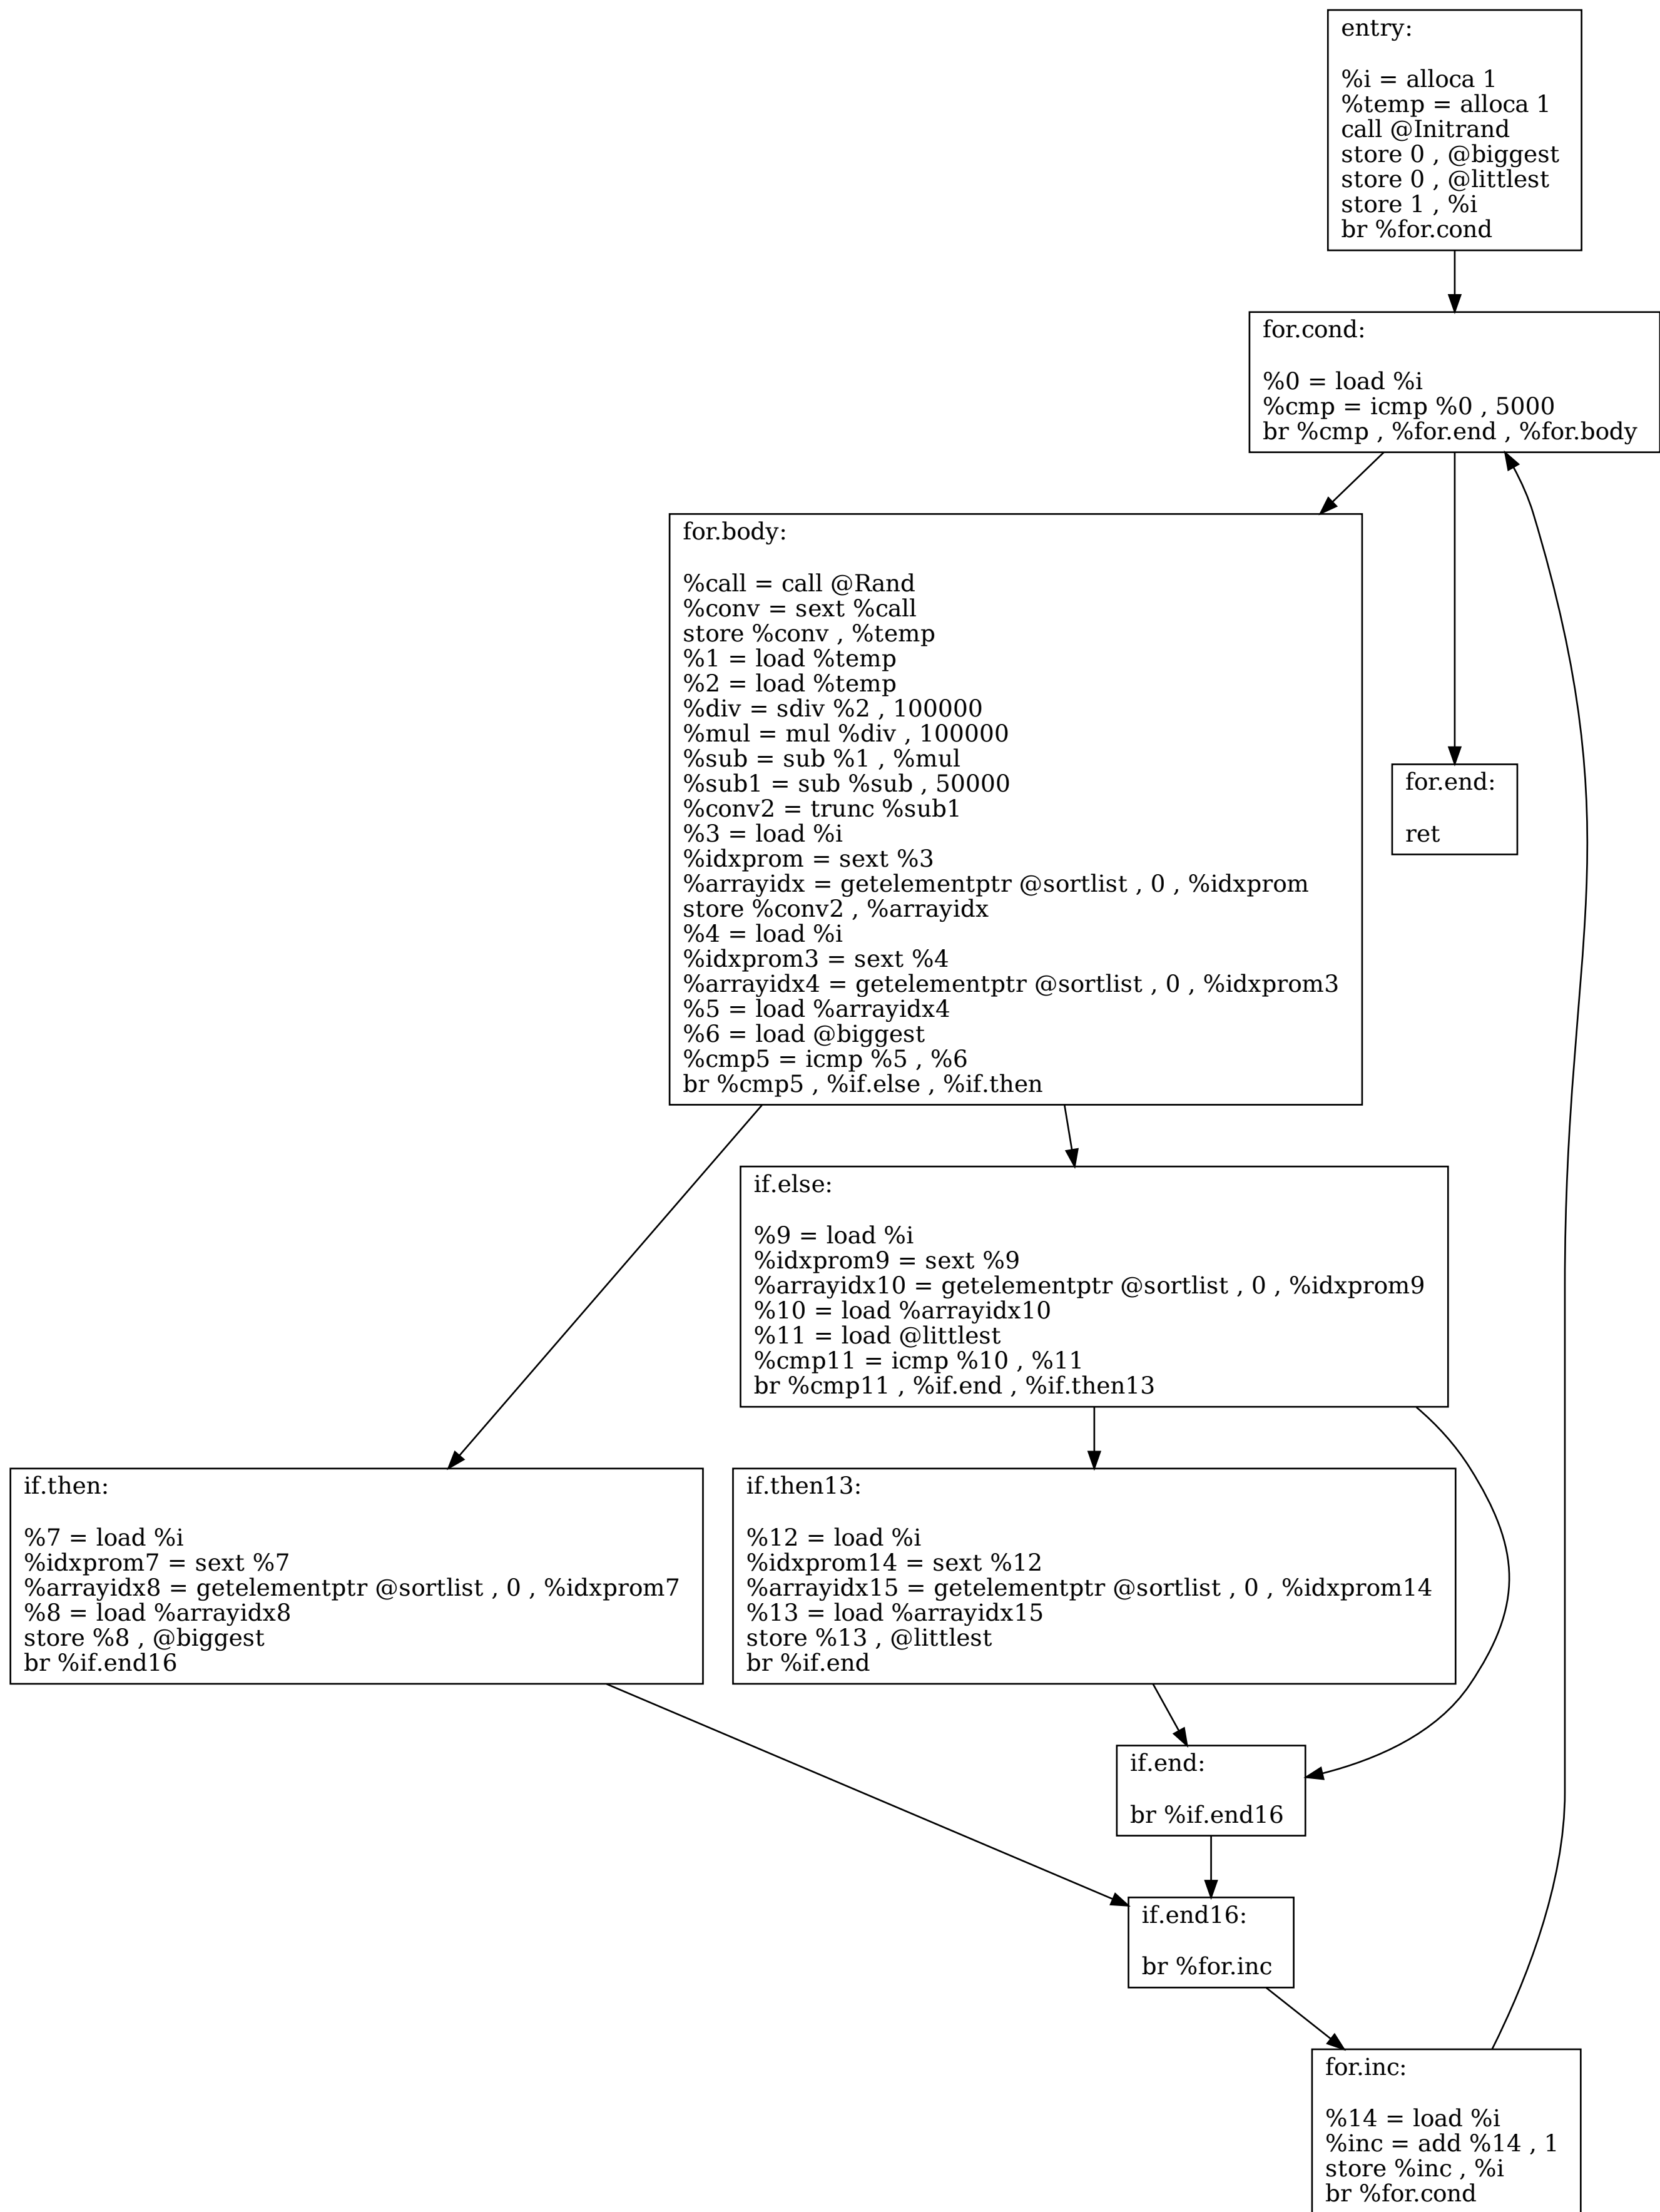 entry:
%i = alloca 1
%temp = alloca 1
call @Initrand
store 0 , @biggest
store 0 , @littlest
store 1 , %i
br %for.cond
for.cond:
%0 = load %i
%cmp = icmp %0 , 5000
br %cmp , %for.end , %for.body
for.body:
%call = call @Rand
%conv = sext %call
store %conv , %temp
%1 = load %temp
%2 = load %temp
%div = sdiv %2 , 100000
%mul = mul %div , 100000
%sub = sub %1 , %mul
%sub1 = sub %sub , 50000
%conv2 = trunc %sub1
%3 = load %i
%idxprom = sext %3
%arrayidx = getelementptr @sortlist , 0 , %idxprom
store %conv2 , %arrayidx
%4 = load %i
%idxprom3 = sext %4
%arrayidx4 = getelementptr @sortlist , 0 , %idxprom3
%5 = load %arrayidx4
%6 = load @biggest
%cmp5 = icmp %5 , %6
br %cmp5 , %if.else , %if.then
for.end:
ret
if.else:
%9 = load %i
%idxprom9 = sext %9
%arrayidx10 = getelementptr @sortlist , 0 , %idxprom9
%10 = load %arrayidx10
%11 = load @littlest
%cmp11 = icmp %10 , %11
br %cmp11 , %if.end , %if.then13
if.then:
%7 = load %i
%idxprom7 = sext %7
%arrayidx8 = getelementptr @sortlist , 0 , %idxprom7
%8 = load %arrayidx8
store %8 , @biggest
br %if.end16
if.then13:
%12 = load %i
%idxprom14 = sext %12
%arrayidx15 = getelementptr @sortlist , 0 , %idxprom14
%13 = load %arrayidx15
store %13 , @littlest
br %if.end
if.end:
br %if.end16
if.end16:
br %for.inc
for.inc:
%14 = load %i
%inc = add %14 , 1
store %inc , %i
br %for.cond